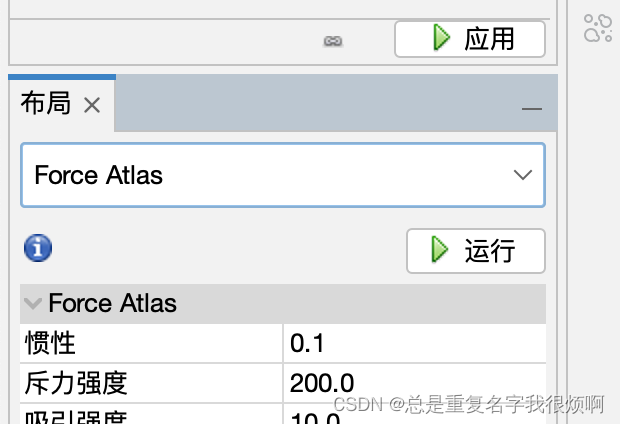 应用
布局
Force Atlas
运行
Force Atlas
惯性 0.1
斥力强度 200.0
吸引强度 10.0
CSDN @总是重复名字我很烦啊